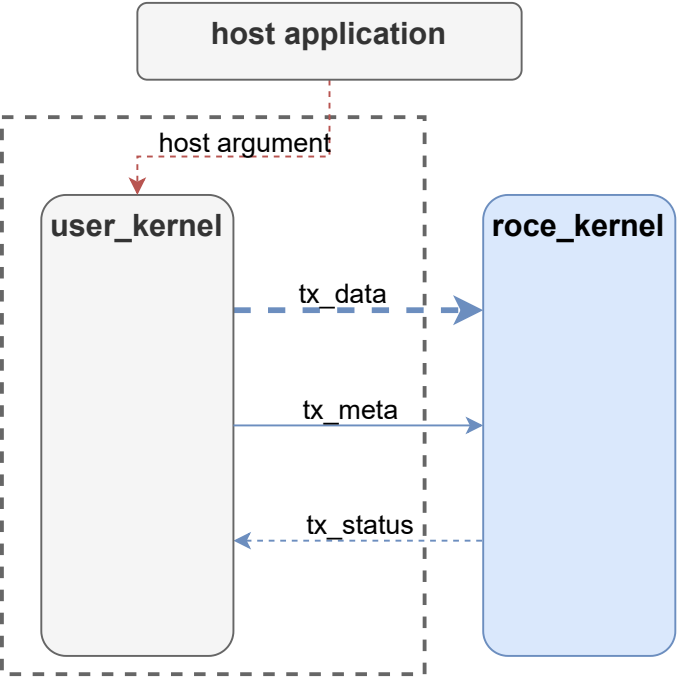 host application
host argument
user_kernel
roce_kernel
tx_data
tx_meta
tx_status